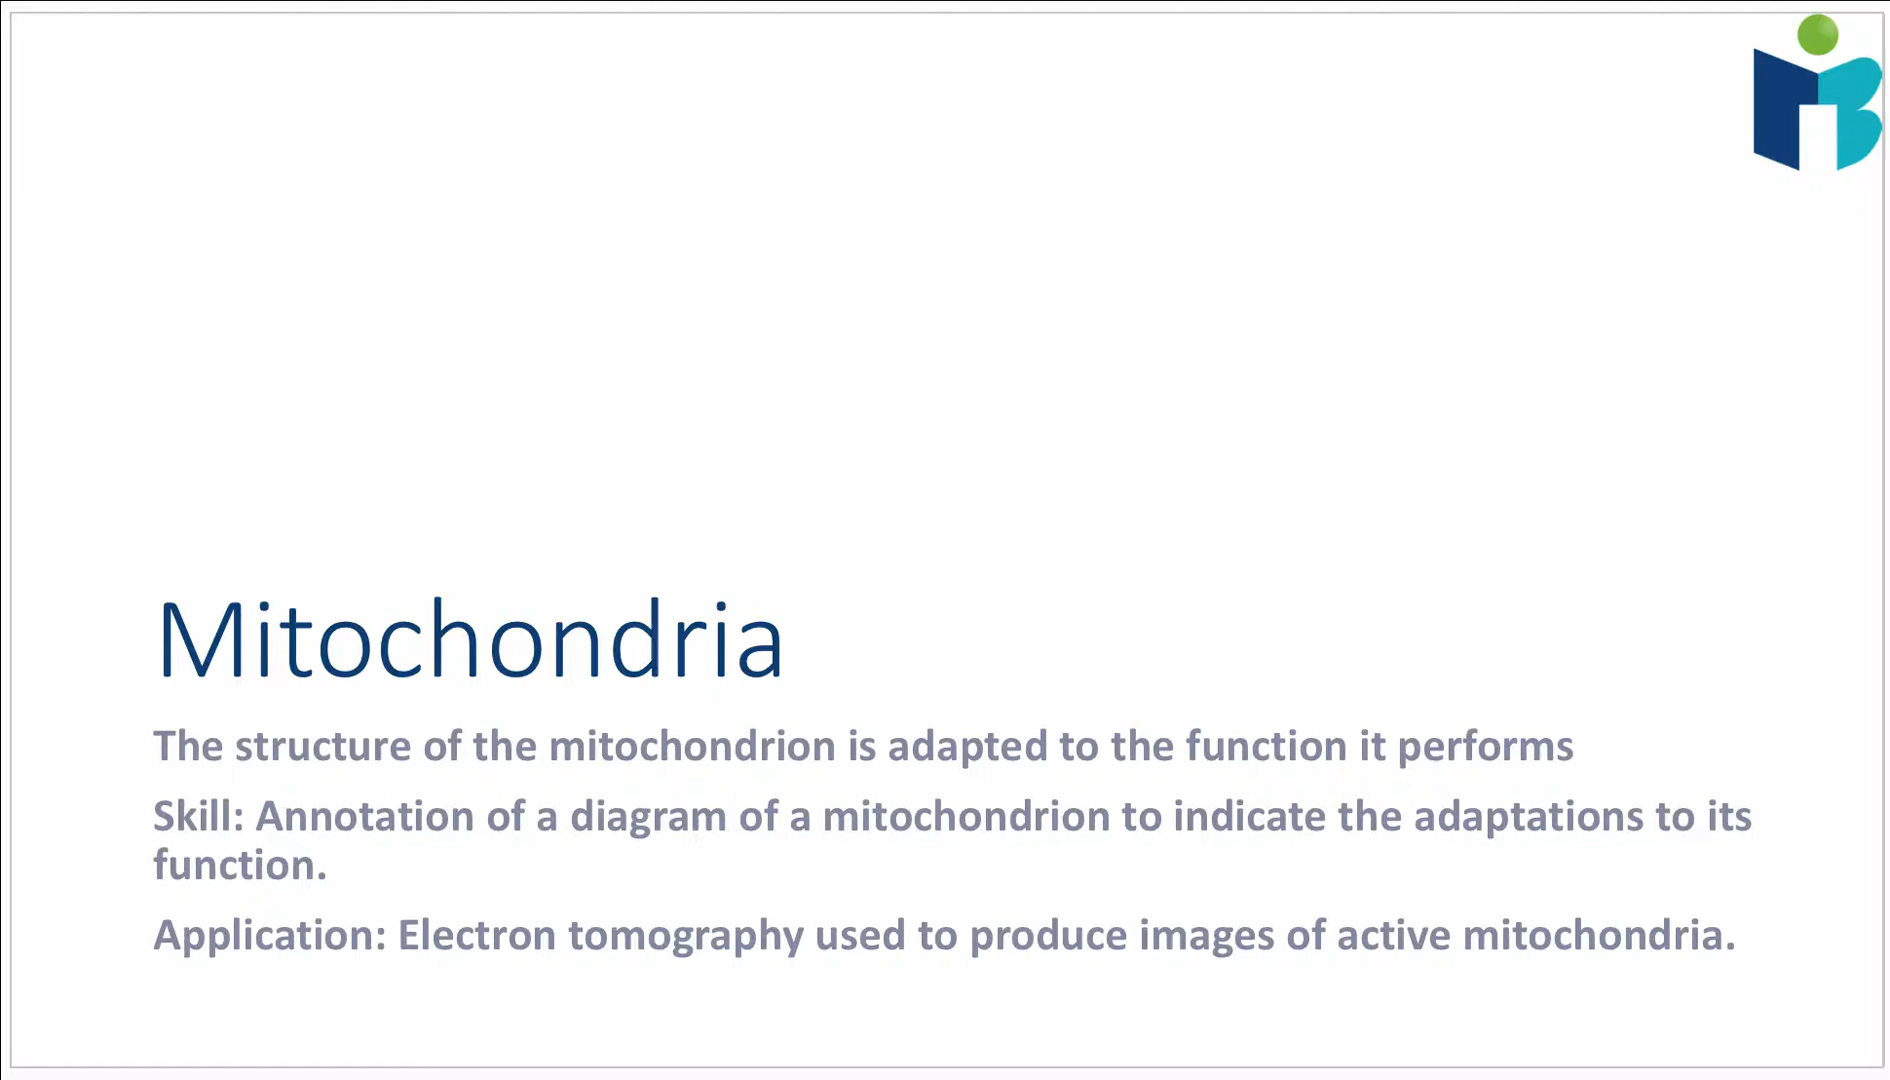 Mitochondria
The structure of the mitochondrion is adapted to the function it performs
Skill: Annotation of a diagram of a mitochondrion to indicate the adaptations to its
function.
Application: Electron tomography used to produce images of active mitochondria.